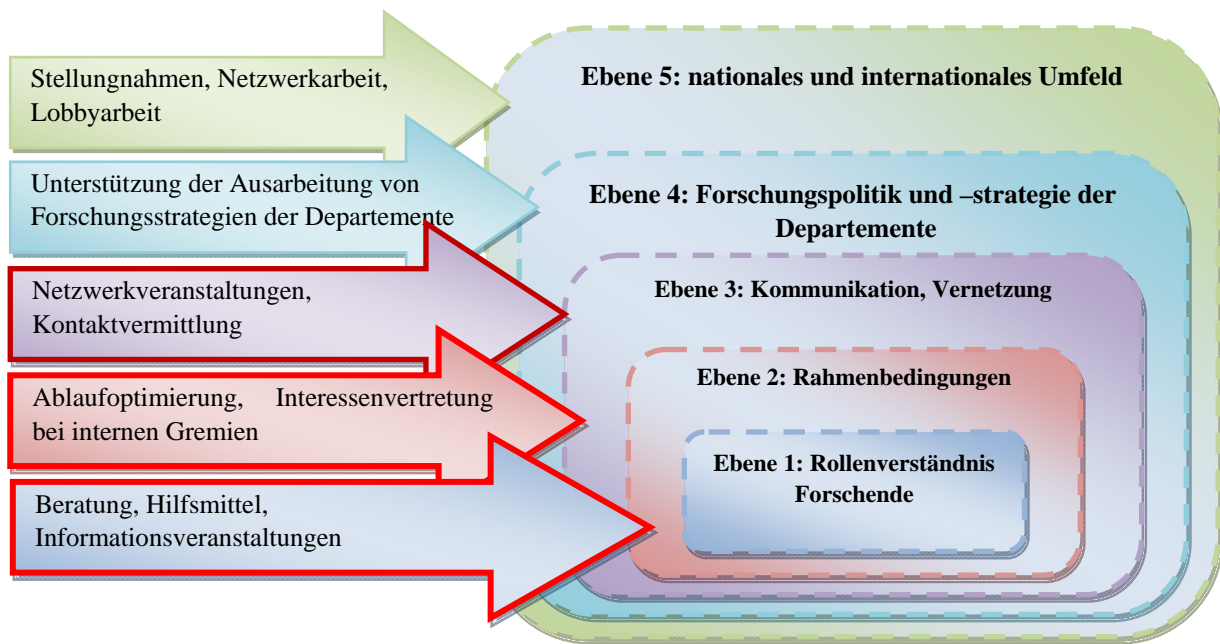 Stellungnahmen, Netzwerkarbeit,
Lobbyarbeit
Unterstützung der Ausarbeitung von
Forschungsstrategien der Departemente
Netzwerkveranstaltungen,
Kontaktvermittlung
Ablaufoptimierung, Interessenvertretung
bei internen Gremien
Beratung, Hilfsmittel,
Informationsveranstaltungen
Ebene 5: nationales und internationales Umfeld
Ebene 4: Forschungspolitik und –strategie der
Departemente
Ebene 3: Kommunikation, Vernetzung
Ebene 2: Rahmenbedingungen
Ebene 1: Rollenverständnis
Forschende